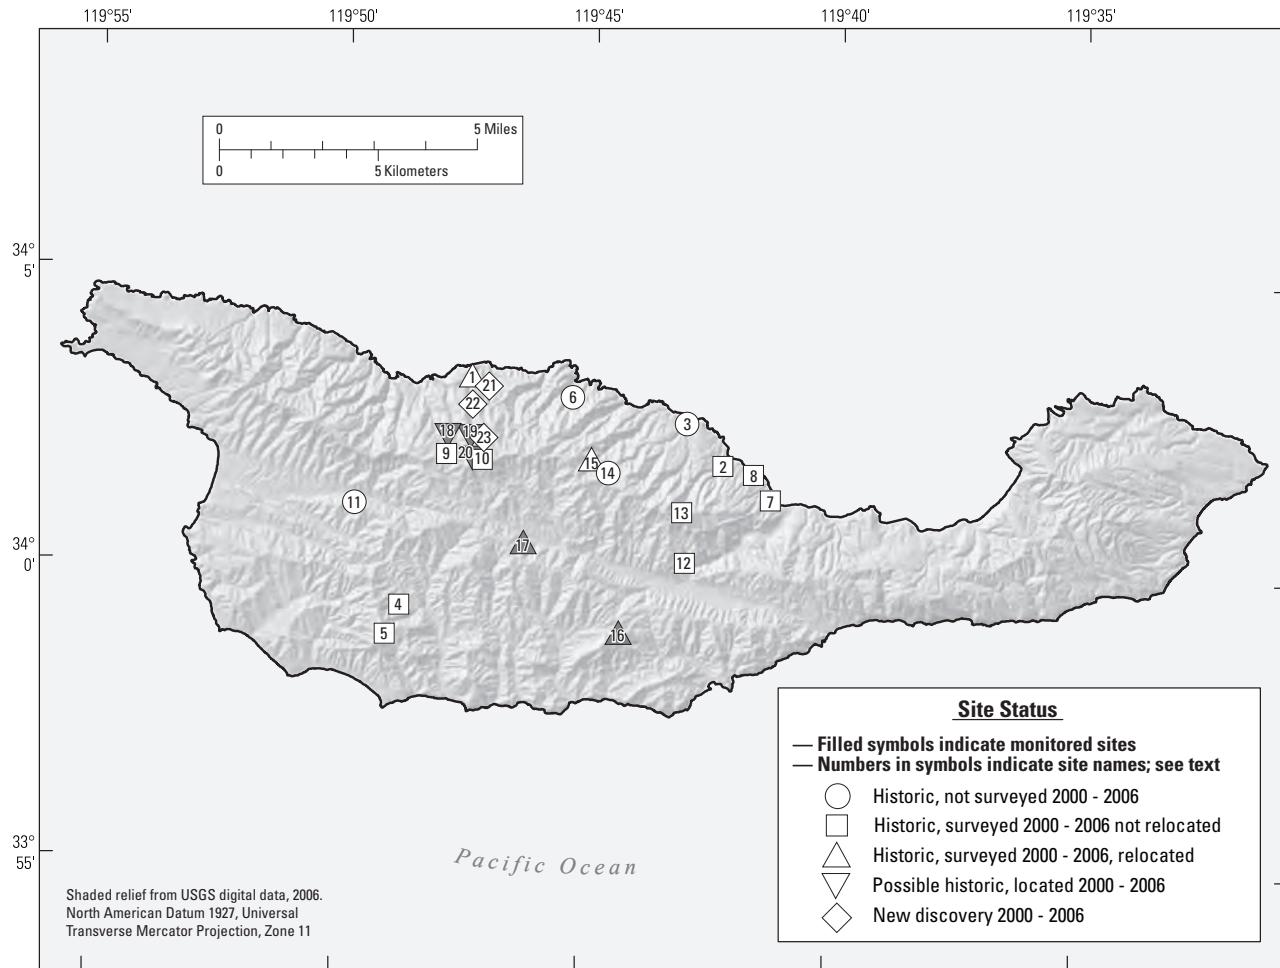 119°55' 119°50' 119°45' 119°40' 119°35'
0 5 Miles
0 5 Kilometers
34°
5'
1
21
22
6
3
18 19 23
9 20 10
15 14 2 8
11 7
13
17
12
34°
0'
4
5 16
Site Status
— Filled symbols indicate monitored sites
— Numbers in symbols indicate site names; see text
Historic, not surveyed 2000 - 2006
Historic, surveyed 2000 - 2006 not relocated
Historic, surveyed 2000 - 2006, relocated
Possible historic, located 2000 - 2006
New discovery 2000 - 2006
33°
55'
Pacific Ocean
Shaded relief from USGS digital data, 2006.
North American Datum 1927, Universal
Transverse Mercator Projection, Zone 11